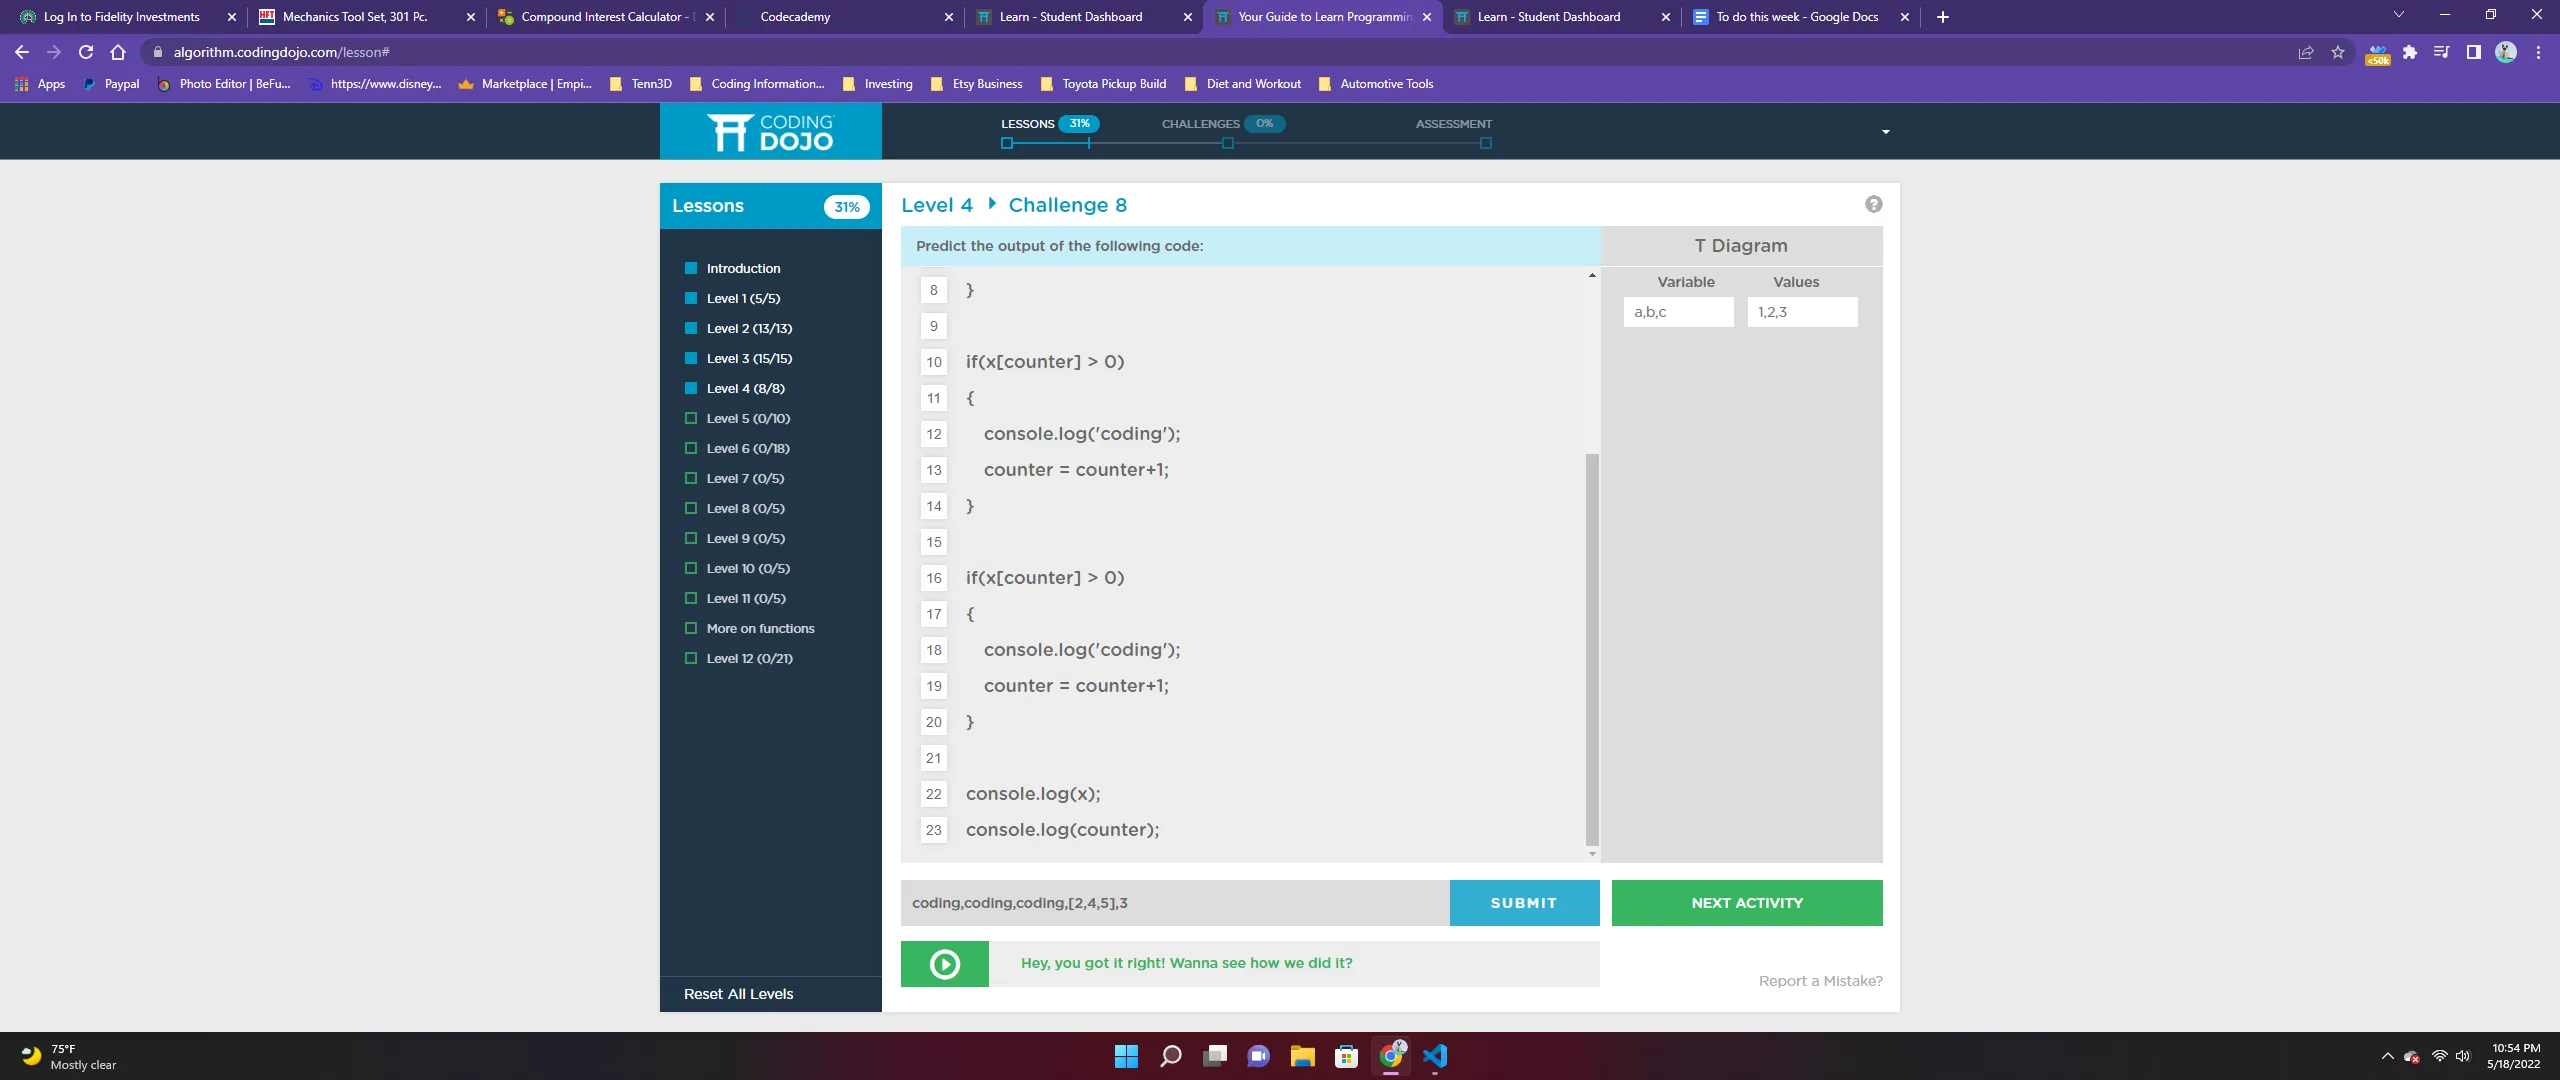 Log In to Fidelity Investments
Mechanics Tool Set, 301 Pc.
Compound Interest Calculator -
Codecademy
Learn - Student Dashboard
Your Guide to Learn Programmin
Learn - Student Dashboard
To do this week - Google Docs
algorithm.codingdojo.com/lesson#
<50k
Apps
Paypal
Photo Editor | BeFu...
https://www.disney...
Marketplace | Empi...
Tenn3D
Coding Information...
Investing
Etsy Business
Toyota Pickup Build
Diet and Workout
Automotive Tools
CODING
DOJO
LESSONS 31%
CHALLENGES 0%
ASSESSMENT
Lessons 31%
Introduction
Level 1 (5/5)
Level 2 (13/13)
Level 3 (15/15)
Level 4 (8/8)
Level 5 (0/10)
Level 6 (0/18)
Level 7 (0/5)
Level 8 (0/5)
Level 9 (0/5)
Level 10 (0/5)
Level 11 (0/5)
More on functions
Level 12 (0/21)
Reset All Levels
Level 4 Challenge 8
?
Predict the output of the following code:
8 }
9
10 if(x[counter] > 0)
11 {
12 console.log('coding');
13 counter = counter+1;
14 }
15
16 if(x[counter] > 0)
17 {
18 console.log('coding');
19 counter = counter+1;
20 }
21
22 console.log(x);
23 console.log(counter);
T Diagram
Variable Values
a,b,c 1,2,3
coding,coding,coding,[2,4,5],3
SUBMIT
NEXT ACTIVITY
Hey, you got it right! Wanna see how we did it?
Report a Mistake?
75°F
Mostly clear
10:54 PM
5/18/2022